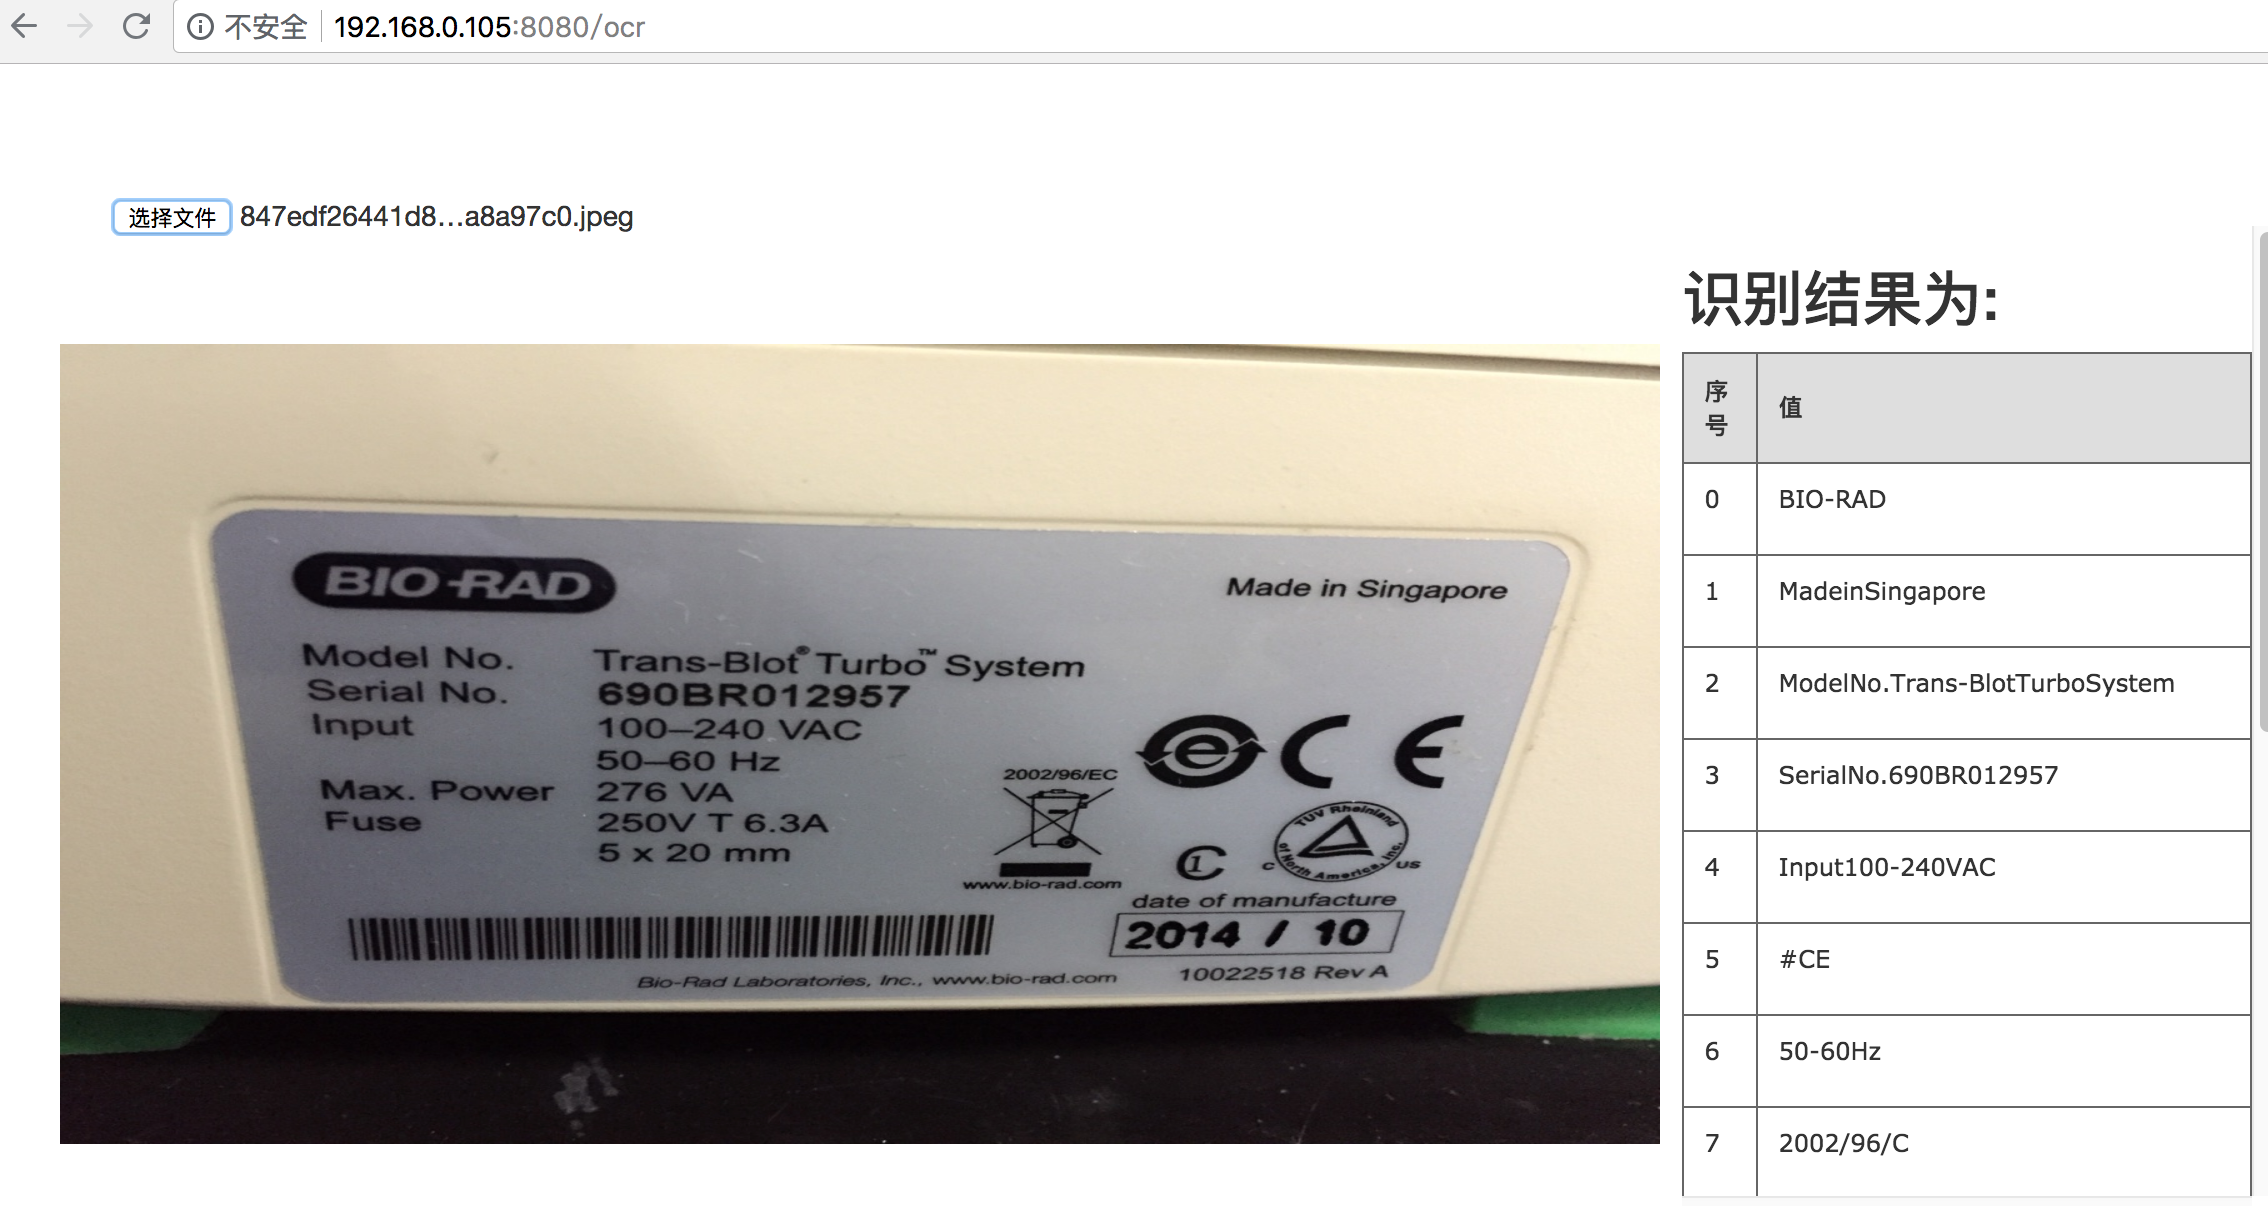 不安全 192.168.0.105:8080/ocr
选择文件 847edf26441d8...a8a97c0.jpeg
识别结果为:
序号 值
0 BIO-RAD
1 MadeinSingapore
2 ModelNo.Trans-BlotTurboSystem
3 SerialNo.690BR012957
4 Input100-240VAC
5 #CE
6 50-60Hz
7 2002/96/C
BIO-RAD
Made in Singapore
Model No. Trans-Blot® Turbo™ System
Serial No. 690BR012957
Input 100–240 VAC
50–60 Hz
Max. Power 276 VA
Fuse 250V T 6.3A
5 x 20 mm
2002/96/EC
www.bio-rad.com
e CE
C1
TUV Rheinland
of North America, Inc.
C US
date of manufacture
2014 / 10
Bio-Rad Laboratories, Inc., www.bio-rad.com
10022518 Rev A